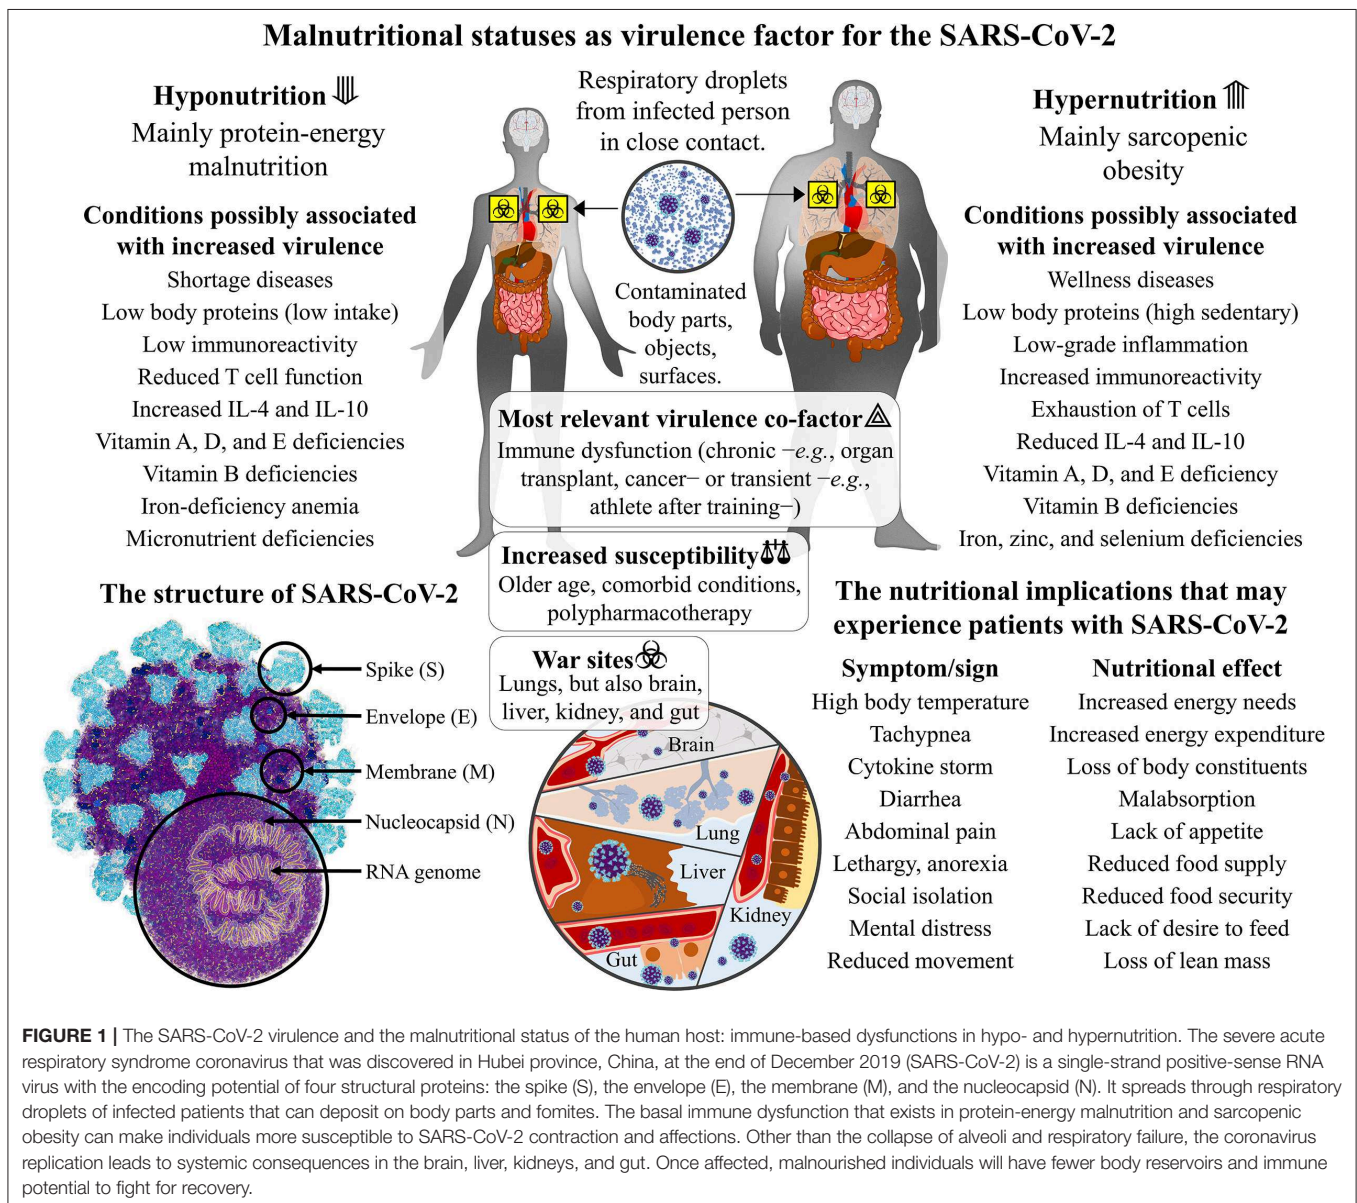 Malnutritional statuses as virulence factor for the SARS-CoV-2
Hyponutrition
Mainly protein-energy
malnutrition
Conditions possibly associated
with increased virulence
Shortage diseases
Low body proteins (low intake)
Low immunoreactivity
Reduced T cell function
Increased IL-4 and IL-10
Vitamin A, D, and E deficiencies
Vitamin B deficiencies
Iron-deficiency anemia
Micronutrient deficiencies
Respiratory droplets
from infected person
in close contact.
Contaminated
body parts,
objects,
surfaces.
Hypernutrition
Mainly sarcopenic
obesity
Conditions possibly associated
with increased virulence
Wellness diseases
Low body proteins (high sedentary)
Low-grade inflammation
Increased immunoreactivity
Exhaustion of T cells
Reduced IL-4 and IL-10
Vitamin A, D, and E deficiency
Vitamin B deficiencies
Iron, zinc, and selenium deficiencies
Most relevant virulence co-factor
Immune dysfunction (chronic −e.g., organ
transplant, cancer− or transient −e.g.,
athlete after training−)
Increased susceptibility
Older age, comorbid conditions,
polypharmacotherapy
War sites
Lungs, but also brain,
liver, kidney, and gut
The structure of SARS-CoV-2
Spike (S)
Envelope (E)
Membrane (M)
Nucleocapsid (N)
RNA genome
Brain
Lung
Liver
Kidney
Gut
The nutritional implications that may
experience patients with SARS-CoV-2
Symptom/sign Nutritional effect
High body temperature Increased energy needs
Tachypnea Increased energy expenditure
Cytokine storm Loss of body constituents
Diarrhea Malabsorption
Abdominal pain Lack of appetite
Lethargy, anorexia Reduced food supply
Social isolation Reduced food security
Mental distress Lack of desire to feed
Reduced movement Loss of lean mass
FIGURE 1 | The SARS-CoV-2 virulence and the malnutritional status of the human host: immune-based dysfunctions in hypo- and hypernutrition. The severe acute
respiratory syndrome coronavirus that was discovered in Hubei province, China, at the end of December 2019 (SARS-CoV-2) is a single-strand positive-sense RNA
virus with the encoding potential of four structural proteins: the spike (S), the envelope (E), the membrane (M), and the nucleocapsid (N). It spreads through respiratory
droplets of infected patients that can deposit on body parts and fomites. The basal immune dysfunction that exists in protein-energy malnutrition and sarcopenic
obesity can make individuals more susceptible to SARS-CoV-2 contraction and affections. Other than the collapse of alveoli and respiratory failure, the coronavirus
replication leads to systemic consequences in the brain, liver, kidneys, and gut. Once affected, malnourished individuals will have fewer body reservoirs and immune
potential to fight for recovery.